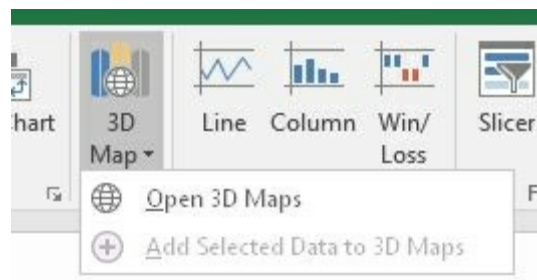 hart
3D
Map
Line
Column
Win/
Loss
Slicer
F
Open 3D Maps
Add Selected Data to 3D Maps